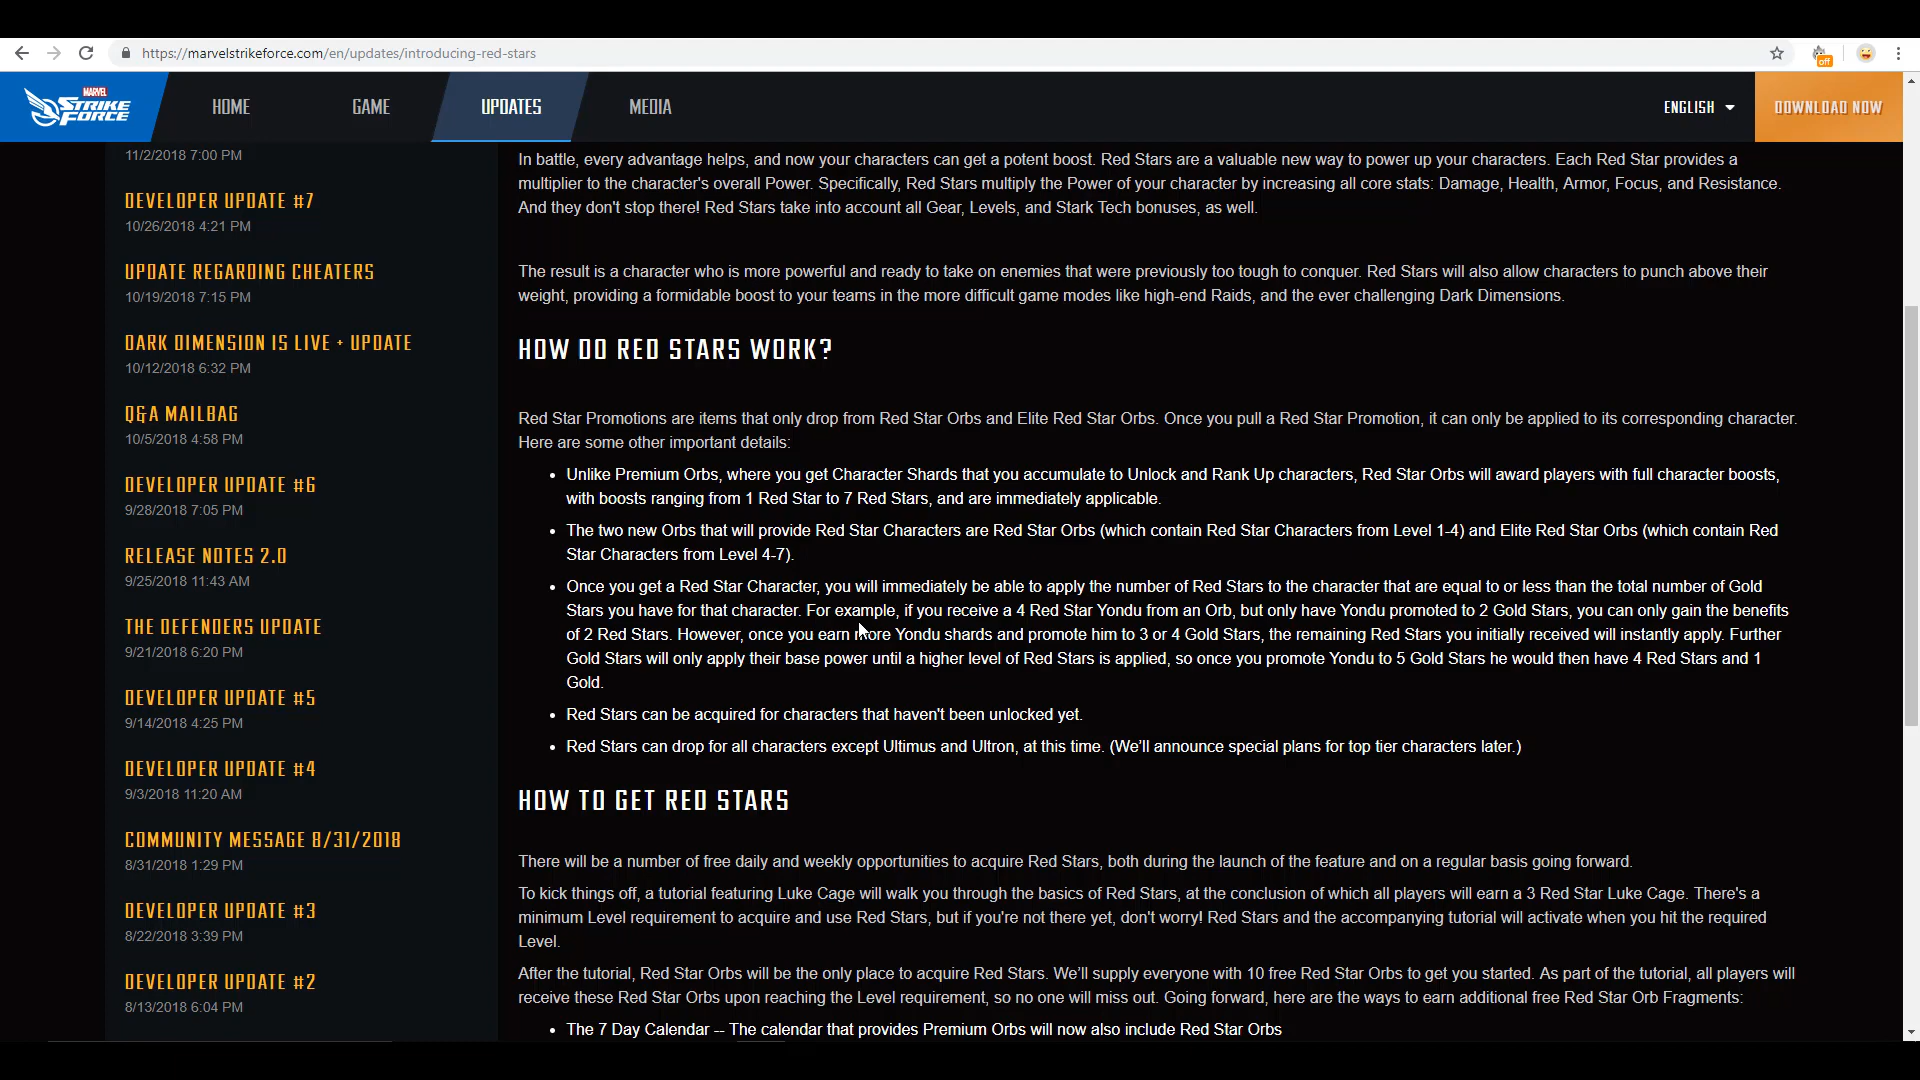 https://marvelstrikeforce.com/en/updates/introducing-red-stars
off
MARVEL
STRIKE
FORCE
HOME
GAME
UPDATES
MEDIA
ENGLISH
DOWNLOAD NOW
11/2/2018 7:00 PM
DEVELOPER UPDATE #7
10/26/2018 4:21 PM
UPDATE REGARDING CHEATERS
10/19/2018 7:15 PM
DARK DIMENSION IS LIVE + UPDATE
10/12/2018 6:32 PM
Q&A MAILBAG
10/5/2018 4:58 PM
DEVELOPER UPDATE #6
9/28/2018 7:05 PM
RELEASE NOTES 2.0
9/25/2018 11:43 AM
THE DEFENDERS UPDATE
9/21/2018 6:20 PM
DEVELOPER UPDATE #5
9/14/2018 4:25 PM
DEVELOPER UPDATE #4
9/3/2018 11:20 AM
COMMUNITY MESSAGE 8/31/2018
8/31/2018 1:29 PM
DEVELOPER UPDATE #3
8/22/2018 3:39 PM
DEVELOPER UPDATE #2
8/13/2018 6:04 PM
In battle, every advantage helps, and now your characters can get a potent boost. Red Stars are a valuable new way to power up your characters. Each Red Star provides a
multiplier to the character's overall Power. Specifically, Red Stars multiply the Power of your character by increasing all core stats: Damage, Health, Armor, Focus, and Resistance.
And they don't stop there! Red Stars take into account all Gear, Levels, and Stark Tech bonuses, as well.
The result is a character who is more powerful and ready to take on enemies that were previously too tough to conquer. Red Stars will also allow characters to punch above their
weight, providing a formidable boost to your teams in the more difficult game modes like high-end Raids, and the ever challenging Dark Dimensions.
HOW DO RED STARS WORK?
Red Star Promotions are items that only drop from Red Star Orbs and Elite Red Star Orbs. Once you pull a Red Star Promotion, it can only be applied to its corresponding character.
Here are some other important details:
• Unlike Premium Orbs, where you get Character Shards that you accumulate to Unlock and Rank Up characters, Red Star Orbs will award players with full character boosts,
with boosts ranging from 1 Red Star to 7 Red Stars, and are immediately applicable.
• The two new Orbs that will provide Red Star Characters are Red Star Orbs (which contain Red Star Characters from Level 1-4) and Elite Red Star Orbs (which contain Red
Star Characters from Level 4-7).
• Once you get a Red Star Character, you will immediately be able to apply the number of Red Stars to the character that are equal to or less than the total number of Gold
Stars you have for that character. For example, if you receive a 4 Red Star Yondu from an Orb, but only have Yondu promoted to 2 Gold Stars, you can only gain the benefits
of 2 Red Stars. However, once you earn more Yondu shards and promote him to 3 or 4 Gold Stars, the remaining Red Stars you initially received will instantly apply. Further
Gold Stars will only apply their base power until a higher level of Red Stars is applied, so once you promote Yondu to 5 Gold Stars he would then have 4 Red Stars and 1
Gold.
• Red Stars can be acquired for characters that haven't been unlocked yet.
• Red Stars can drop for all characters except Ultimus and Ultron, at this time. (We’ll announce special plans for top tier characters later.)
HOW TO GET RED STARS
There will be a number of free daily and weekly opportunities to acquire Red Stars, both during the launch of the feature and on a regular basis going forward.
To kick things off, a tutorial featuring Luke Cage will walk you through the basics of Red Stars, at the conclusion of which all players will earn a 3 Red Star Luke Cage. There's a
minimum Level requirement to acquire and use Red Stars, but if you're not there yet, don't worry! Red Stars and the accompanying tutorial will activate when you hit the required
Level.
After the tutorial, Red Star Orbs will be the only place to acquire Red Stars. We’ll supply everyone with 10 free Red Star Orbs to get you started. As part of the tutorial, all players will
receive these Red Star Orbs upon reaching the Level requirement, so no one will miss out. Going forward, here are the ways to earn additional free Red Star Orb Fragments:
• The 7 Day Calendar -- The calendar that provides Premium Orbs will now also include Red Star Orbs